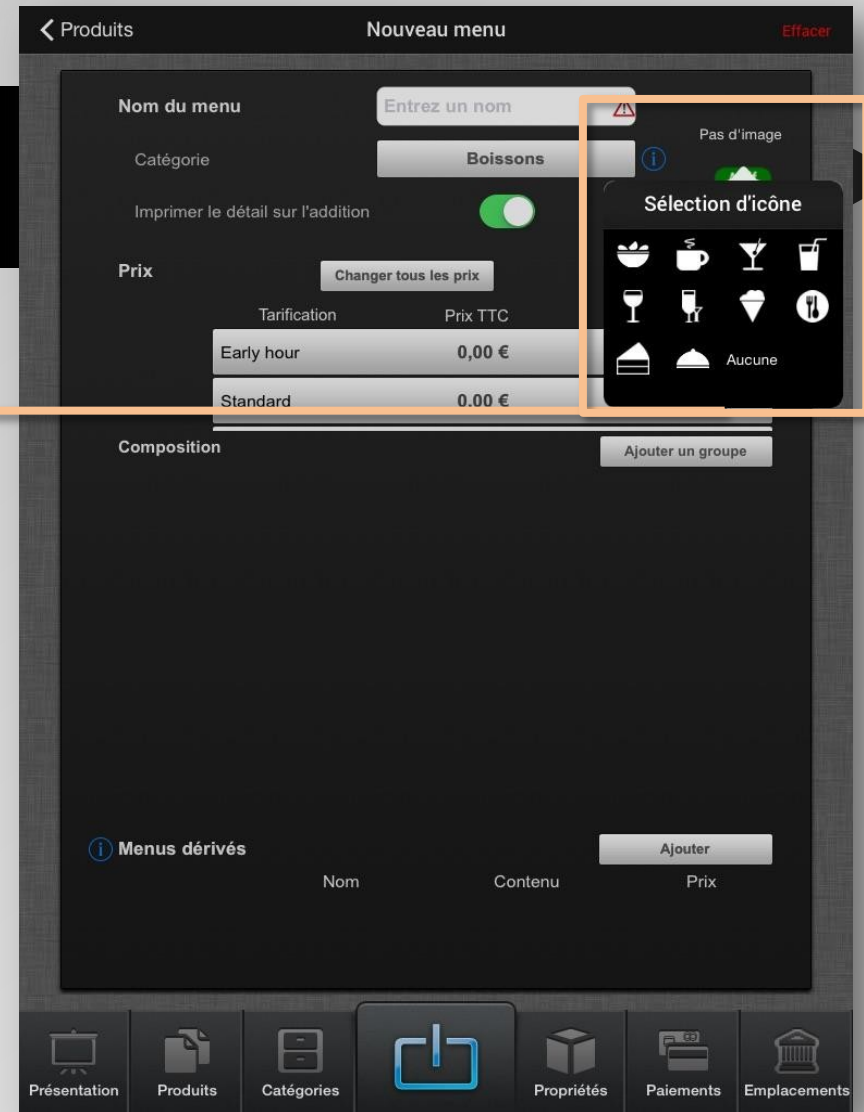 Produits
Nouveau menu
Effacer
Nom du menu
Entrez un nom
Pas d'image
Catégorie
Boissons
Sélection d'icône
Imprimer le détail sur l'addition
Prix
Changer tous les prix
Tarification
Prix TTC
Early hour
0,00 €
Aucune
Standard
0,00 €
Composition
Ajouter un groupe
Menus dérivés
Ajouter
Nom
Contenu
Prix
Présentation
Produits
Catégories
Propriétés
Paiements
Emplacements